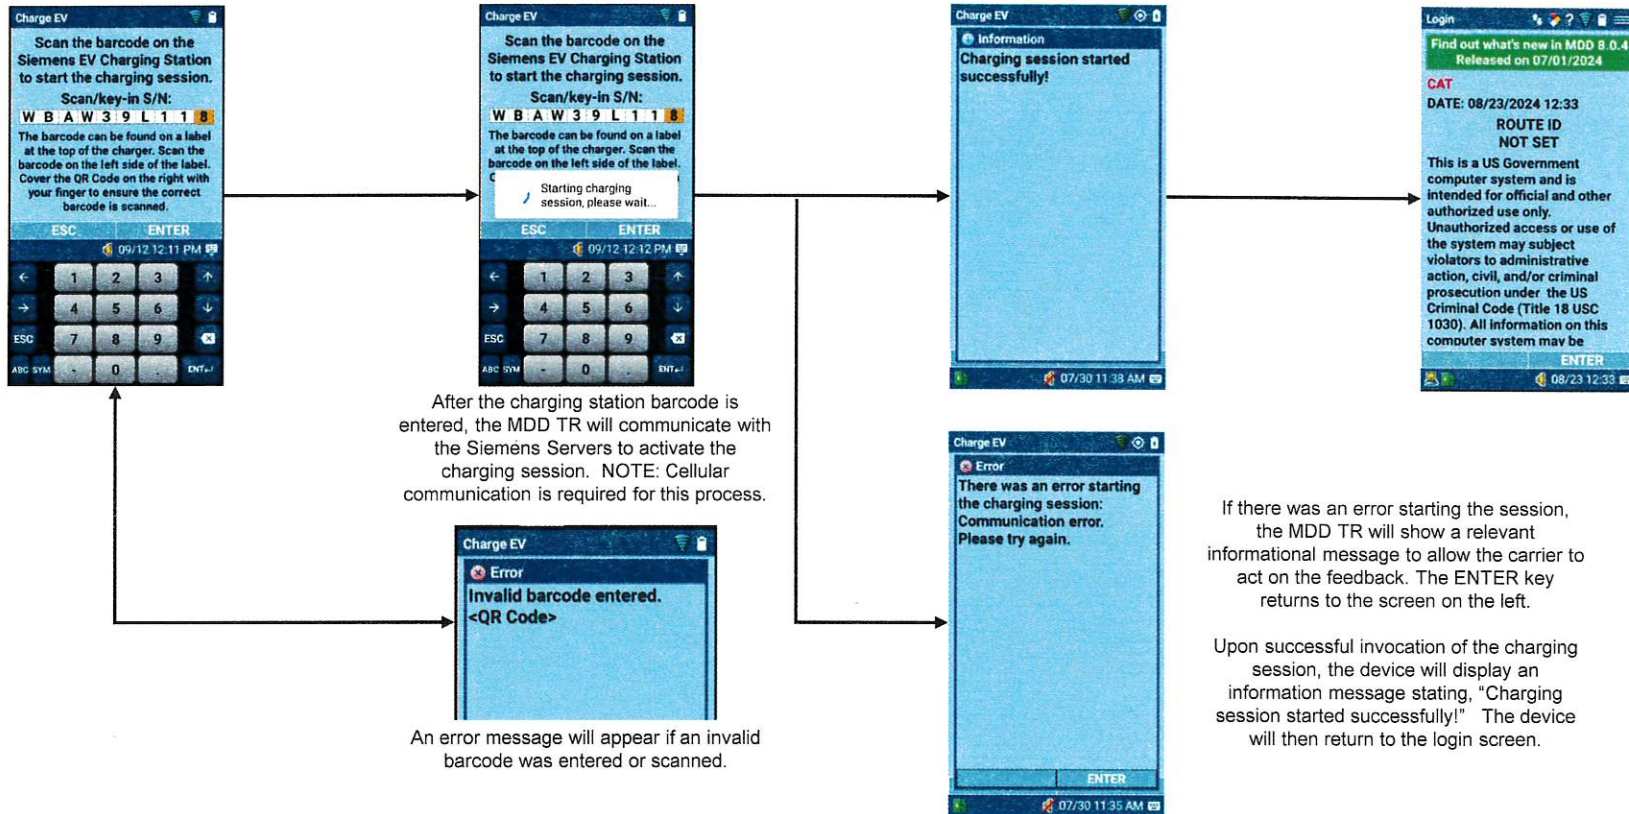 Charge EV
Scan the barcode on the
Siemens EV Charging Station
to start the charging session.
Scan/key-in S/N:
W B A W 3 9 L 1 1 8
The barcode can be found on a label
at the top of the charger. Scan the
barcode on the left side of the label.
Cover the QR Code on the right with
your finger to ensure the correct
barcode is scanned.
ESC ENTER
09/12 12:11 PM
← 1 2 3 ↑
→ 4 5 6 ↓
ESC 7 8 9
ABC SYM - 0 . ENT
Charge EV
Scan the barcode on the
Siemens EV Charging Station
to start the charging session.
Scan/key-in S/N:
W B A W 3 9 L 1 1 8
The barcode can be found on a label
at the top of the charger. Scan the
barcode on the left side of the label.
C
Starting charging
session, please wait...
ESC ENTER
09/12 12:12 PM
← 1 2 3 ↑
→ 4 5 6 ↓
ESC 7 8 9
ABC SYM - 0 . ENT
After the charging station barcode is
entered, the MDD TR will communicate with
the Siemens Servers to activate the
charging session. NOTE: Cellular
communication is required for this process.
Charge EV
Error
Invalid barcode entered.
<QR Code>
An error message will appear if an invalid
barcode was entered or scanned.
Charge EV
Information
Charging session started
successfully!
07/30 11:38 AM
Charge EV
Error
There was an error starting
the charging session:
Communication error.
Please try again.
ENTER
07/30 11:35 AM
Login
Find out what's new in MDD 8.0.4
Released on 07/01/2024
CAT
DATE: 08/23/2024 12:33
ROUTE ID
NOT SET
This is a US Government
computer system and is
intended for official and other
authorized use only.
Unauthorized access or use of
the system may subject
violators to administrative
action, civil, and/or criminal
prosecution under the US
Criminal Code (Title 18 USC
1030). All information on this
computer system may be
ENTER
08/23 12:33
If there was an error starting the session,
the MDD TR will show a relevant
informational message to allow the carrier to
act on the feedback. The ENTER key
returns to the screen on the left.
Upon successful invocation of the charging
session, the device will display an
information message stating, “Charging
session started successfully!” The device
will then return to the login screen.